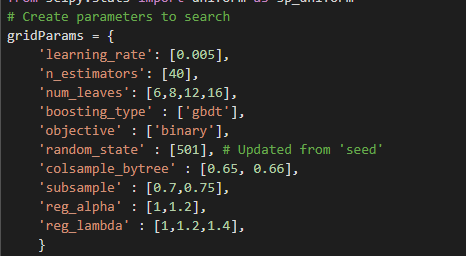 from scipy.stats import uniform as sp_uniform
# Create parameters to search
gridParams = {
    'learning_rate': [0.005],
    'n_estimators': [40],
    'num_leaves': [6,8,12,16],
    'boosting_type' : ['gbdt'],
    'objective' : ['binary'],
    'random_state' : [501], # Updated from 'seed'
    'colsample_bytree' : [0.65, 0.66],
    'subsample' : [0.7,0.75],
    'reg_alpha' : [1,1.2],
    'reg_lambda' : [1,1.2,1.4],
    }